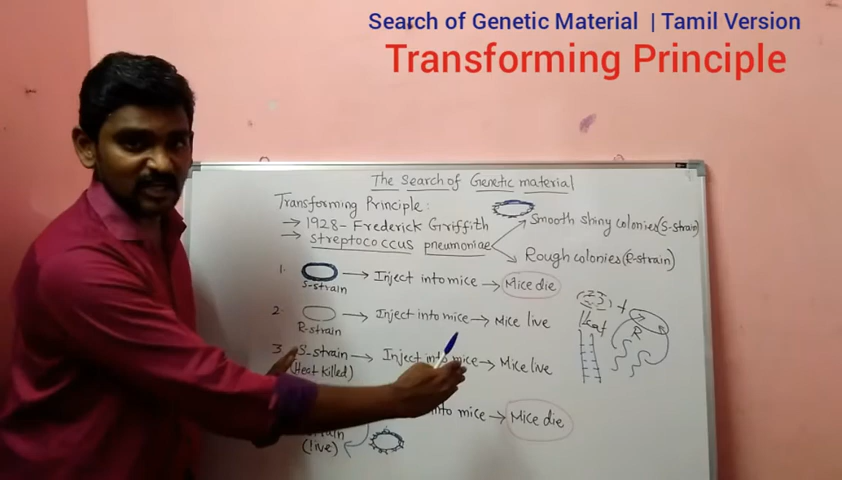 Search of Genetic Material | Tamil Version
Transforming Principle
The Search of Genetic material
Transforming Principle:
→ 1928- Frederick Griffith
→ streptococcus pneumoniae
Smooth shiny colonies(S-strain)
Rough colonies(R-strain)
1. S-strain → Inject into mice → Mice die
2. R-strain → Inject into mice → Mice live
3. S-strain (Heat killed) → Inject into mice → Mice live
into mice → Mice die
(live)
Heat
R